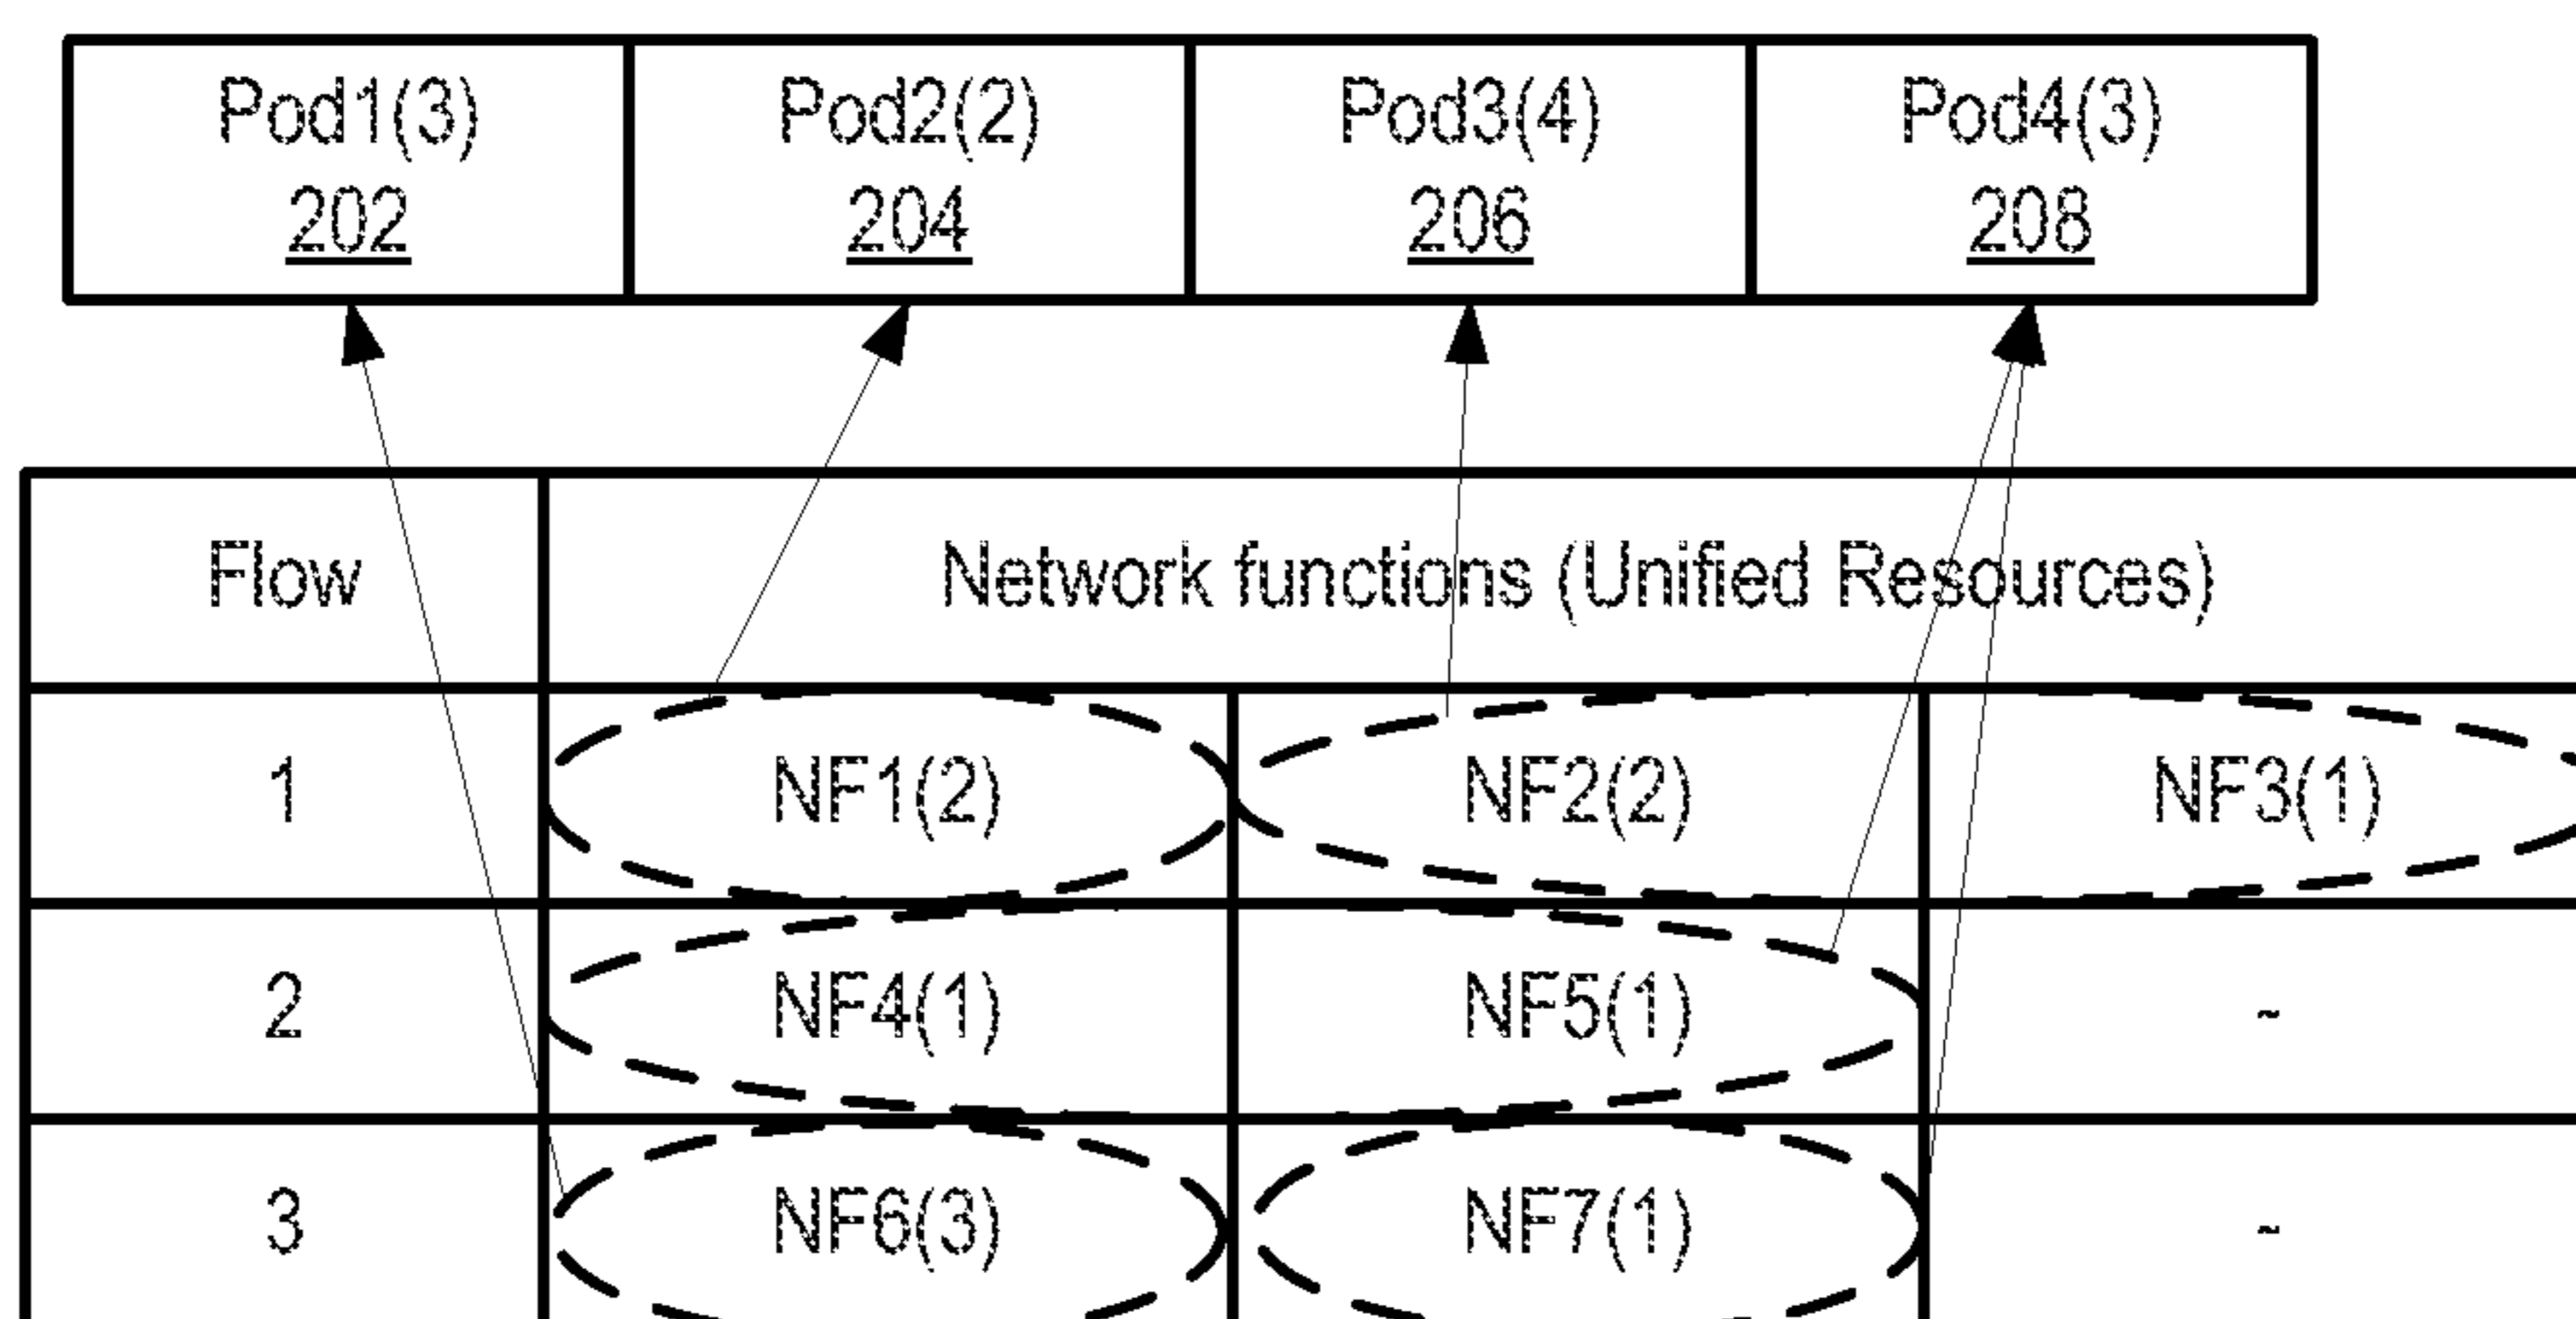 Pod1(3) Pod2(2) Pod3(4) Pod4(3)
202 204 206 208
Flow Network functions (Unified Resources)
1 NF1(2) NF2(2) NF3(1)
2 NF4(1) NF5(1) -
3 NF6(3) NF7(1) -